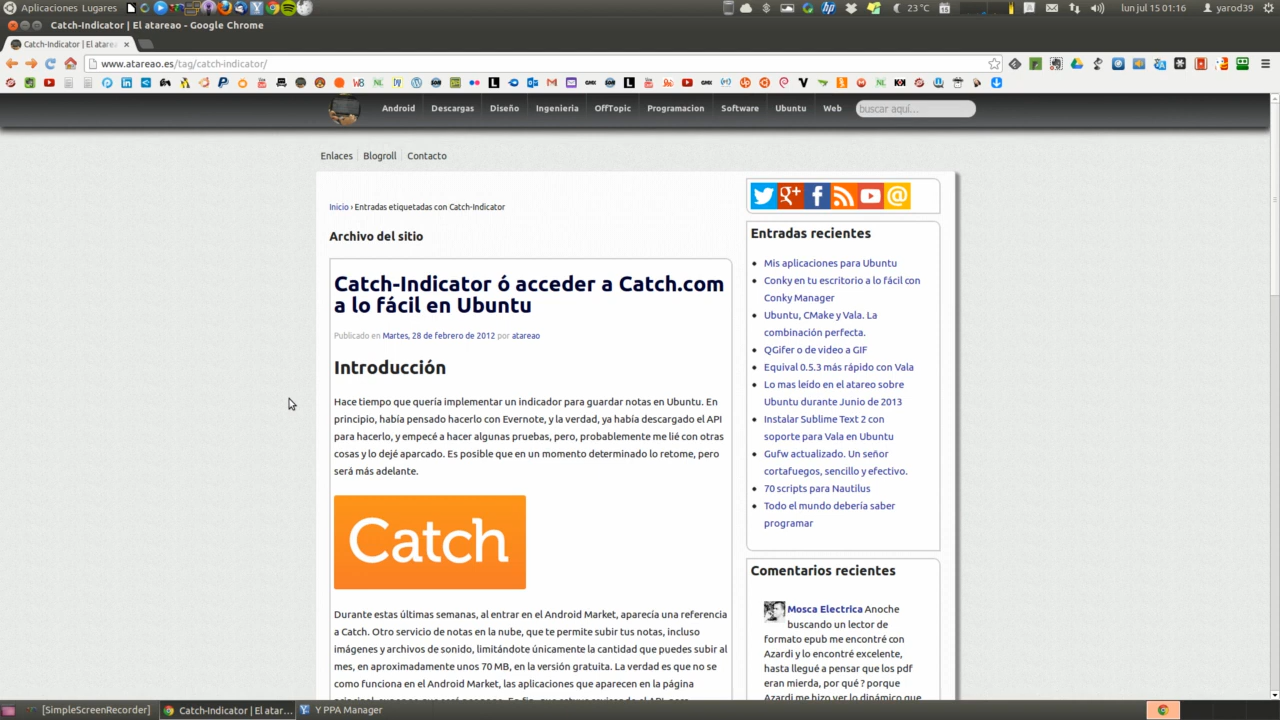 Aplicaciones Lugares
23 °C
lun jul 15 01:16
yarod39
Catch-Indicator | El atareao - Google Chrome
Catch-Indicator | El atarea
www.atareao.es/tag/catch-indicator/
Android
Descargas
Diseño
Ingenieria
OffTopic
Programacion
Software
Ubuntu
Web
buscar aquí...
Enlaces
Blogroll
Contacto
Inicio › Entradas etiquetadas con Catch-Indicator
Archivo del sitio
Catch-Indicator ó acceder a Catch.com
a lo fácil en Ubuntu
Publicado en Martes, 28 de febrero de 2012 por atareao
Introducción
Hace tiempo que quería implementar un indicador para guardar notas en Ubuntu. En
principio, había pensado hacerlo con Evernote, y la verdad, ya había descargado el API
para hacerlo, y empecé a hacer algunas pruebas, pero, probablemente me lié con otras
cosas y lo dejé aparcado. Es posible que en un momento determinado lo retome, pero
será más adelante.
Catch
Durante estas últimas semanas, al entrar en el Android Market, aparecía una referencia
a Catch. Otro servicio de notas en la nube, que te permite subir tus notas, incluso
imágenes y archivos de sonido, limitándote únicamente la cantidad que puedes subir al
mes, en aproximadamente unos 70 MB, en la versión gratuita. La verdad es que no se
como funciona en el Android Market, las aplicaciones que aparecen en la página
Entradas recientes
Mis aplicaciones para Ubuntu
Conky en tu escritorio a lo fácil con
Conky Manager
Ubuntu, CMake y Vala. La
combinación perfecta.
QGifer o de video a GIF
Equival 0.5.3 más rápido con Vala
Lo mas leído en el atareo sobre
Ubuntu durante Junio de 2013
Instalar Sublime Text 2 con
soporte para Vala en Ubuntu
Gufw actualizado. Un señor
cortafuegos, sencillo y efectivo.
70 scripts para Nautilus
Todo el mundo debería saber
programar
Comentarios recientes
Mosca Electrica Anoche
buscando un lector de
formato epub me encontré con
Azardi y lo encontré excelente,
hasta llegué a pensar que los pdf
eran mierda, por qué ? porque
Azardi me hizo ver lo dinámico que
[SimpleScreenRecorder]
Catch-Indicator | El atar...
Y PPA Manager